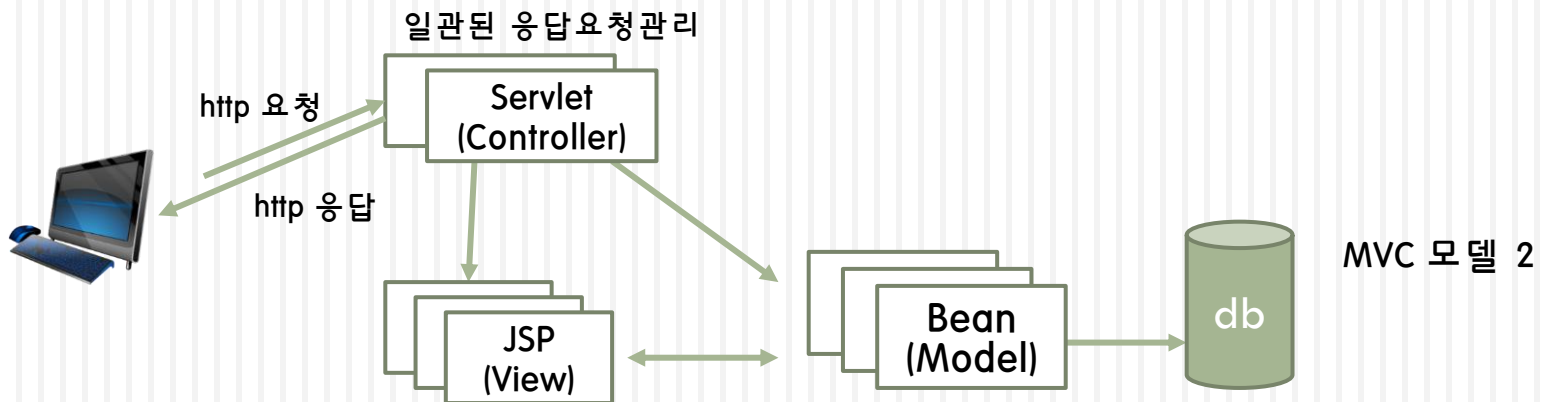 일관된 응답요청관리
http 요청
Servlet
(Controller)
http 응답
JSP
(View)
Bean
(Model)
db
MVC 모델 2